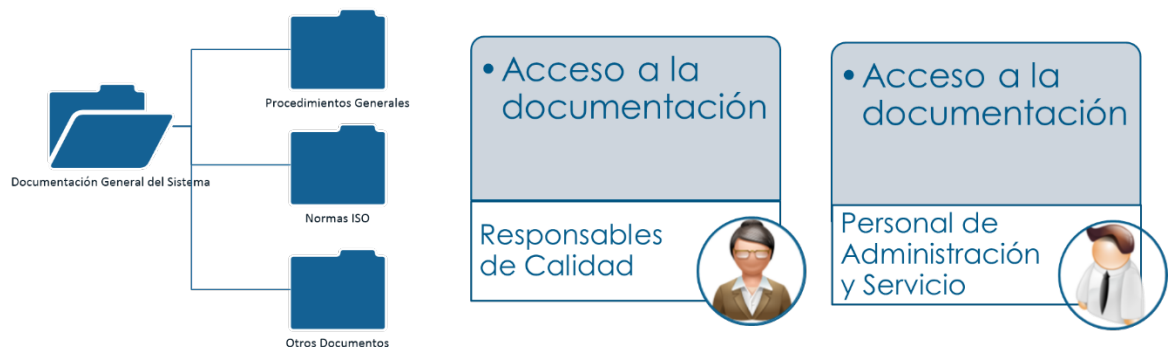 Documentación General del Sistema
Procedimientos Generales
Normas ISO
Otros Documentos
• Acceso a la
documentación
Responsables
de Calidad
• Acceso a la
documentación
Personal de
Administración
y Servicio